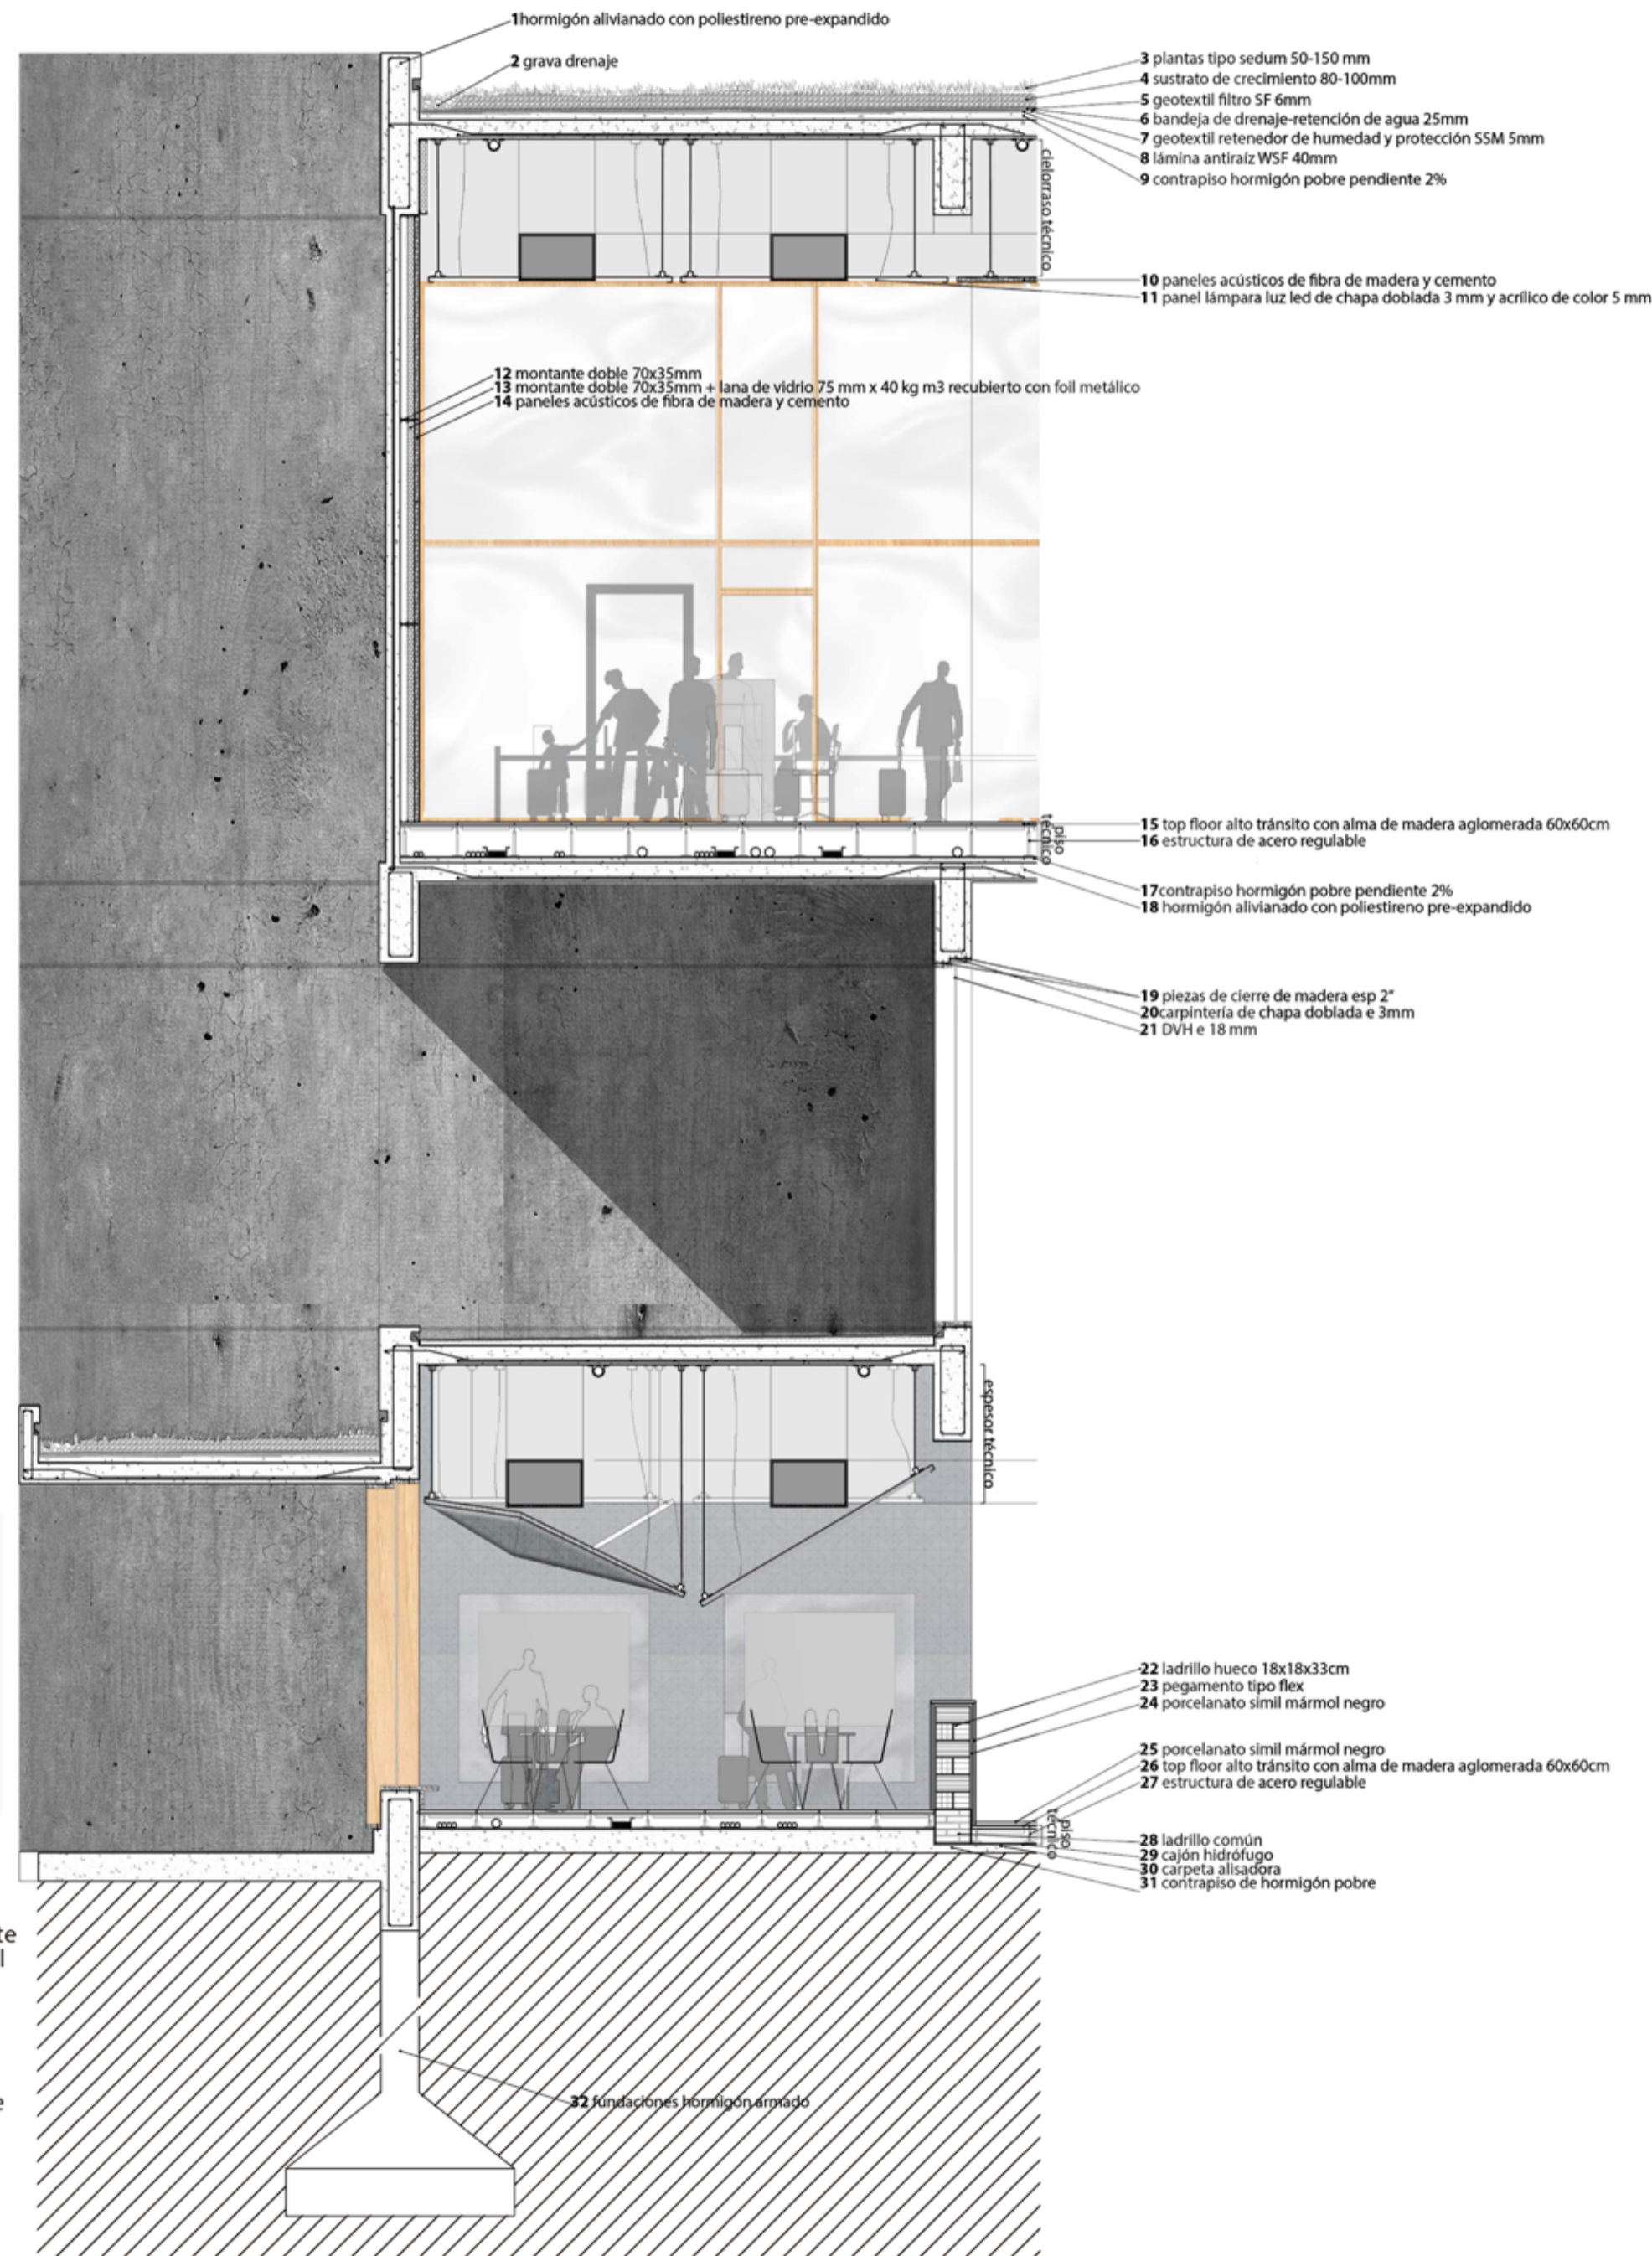 1hormigón alivianado con poliestireno pre-expandido
2 grava drenaje
3 plantas tipo sedum 50-150 mm
4 sustrato de crecimiento 80-100mm
5 geotextil filtro SF 6mm
6 bandeja de drenaje-retención de agua 25mm
7 geotextil retenedor de humedad y protección SSM 5mm
8 lámina antiraíz WSF 40mm
9 contrapiso hormigón pobre pendiente 2%
cielorraso técnico
10 paneles acústicos de fibra de madera y cemento
11 panel lámpara luz led de chapa doblada 3 mm y acrílico de color 5 mm
12 montante doble 70x35mm
13 montante doble 70x35mm + lana de vidrio 75 mm x 40 kg m3 recubierto con foil metálico
14 paneles acústicos de fibra de madera y cemento
piso
técnico
15 top floor alto tránsito con alma de madera aglomerada 60x60cm
16 estructura de acero regulable
17contrapiso hormigón pobre pendiente 2%
18 hormigón alivianado con poliestireno pre-expandido
19 piezas de cierre de madera esp 2"
20carpintería de chapa doblada e 3mm
21 DVH e 18 mm
espesor técnico
22 ladrillo hueco 18x18x33cm
23 pegamento tipo flex
24 porcelanato simil mármol negro
25 porcelanato simil mármol negro
26 top floor alto tránsito con alma de madera aglomerada 60x60cm
27 estructura de acero regulable
piso
técnico
28 ladrillo común
29 cajón hidrófugo
30 carpeta alisadora
31 contrapiso de hormigón pobre
te
l
e
32 fundaciones hormigón armado